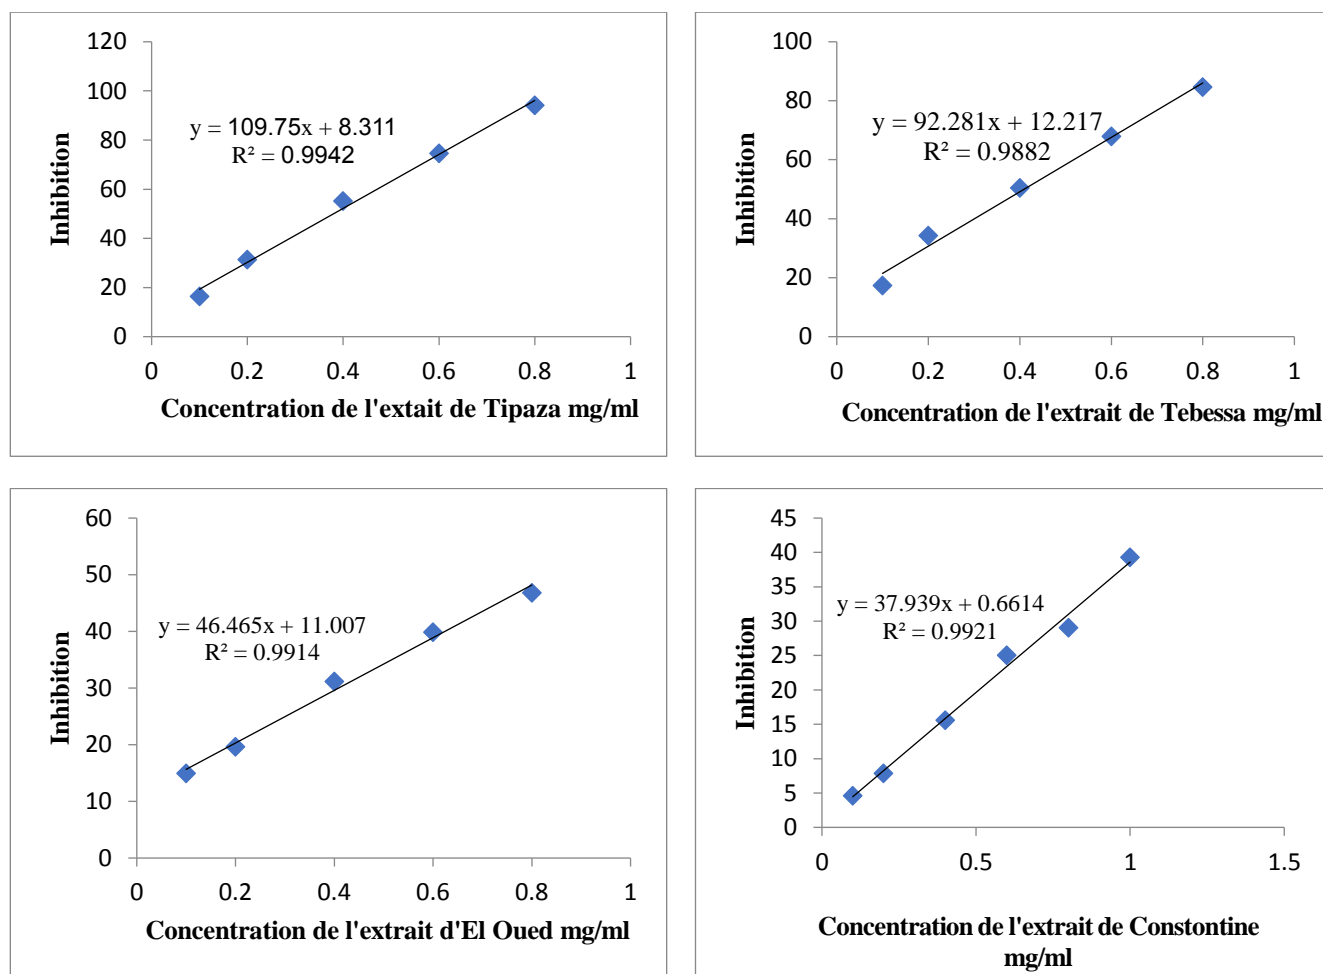 120
100
80
60
40
20
0
Inhibition
y = 109.75x + 8.311
R² = 0.9942
0 0.2 0.4 0.6 0.8 1
Concentration de l'extait de Tipaza mg/ml
100
80
60
40
20
0
Inhibition
y = 92.281x + 12.217
R² = 0.9882
0 0.2 0.4 0.6 0.8 1
Concentration de l'extrait de Tebessa mg/ml
60
50
40
30
20
10
0
Inhibition
y = 46.465x + 11.007
R² = 0.9914
0 0.2 0.4 0.6 0.8 1
Concentration de l'extrait d'El Oued mg/ml
45
40
35
30
25
20
15
10
5
0
Inhibition
y = 37.939x + 0.6614
R² = 0.9921
0 0.5 1 1.5
Concentration de l'extrait de Constontine
mg/ml